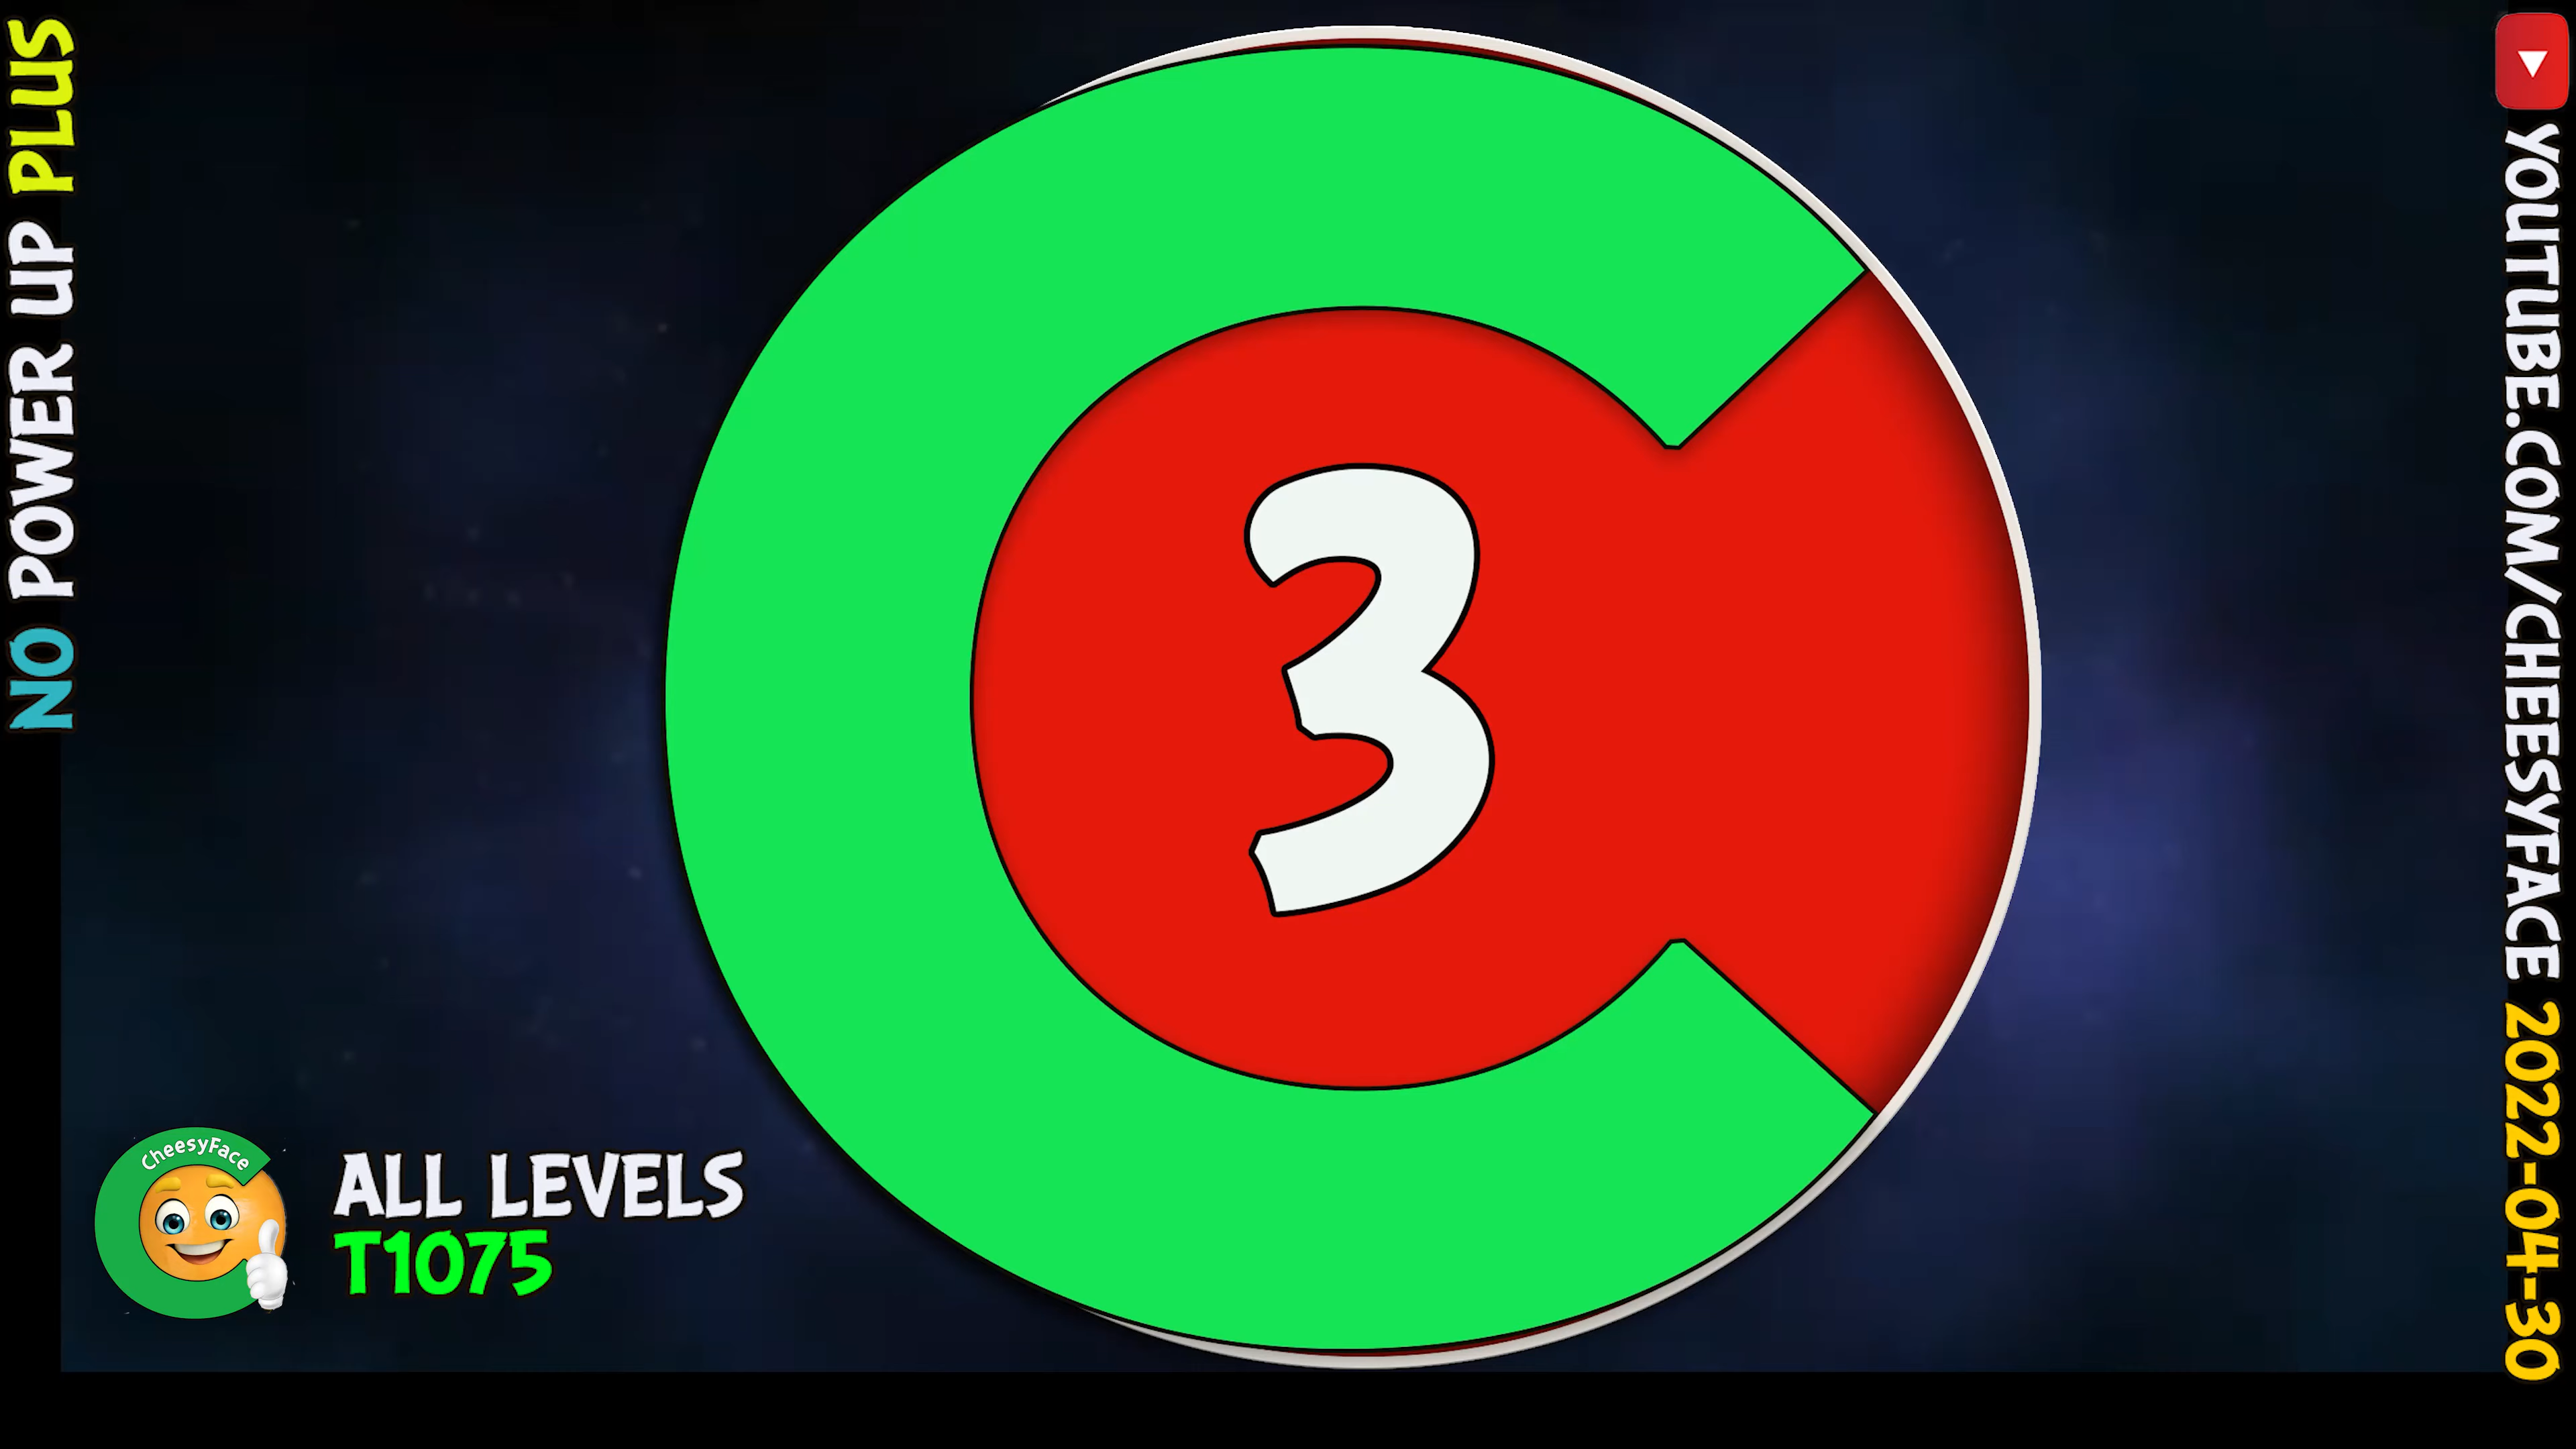 NO POWER UP PLUS
3
CheesyFace
ALL LEVELS
T1075
YOUTUBE.COM/CHEESYFACE 2022-04-30